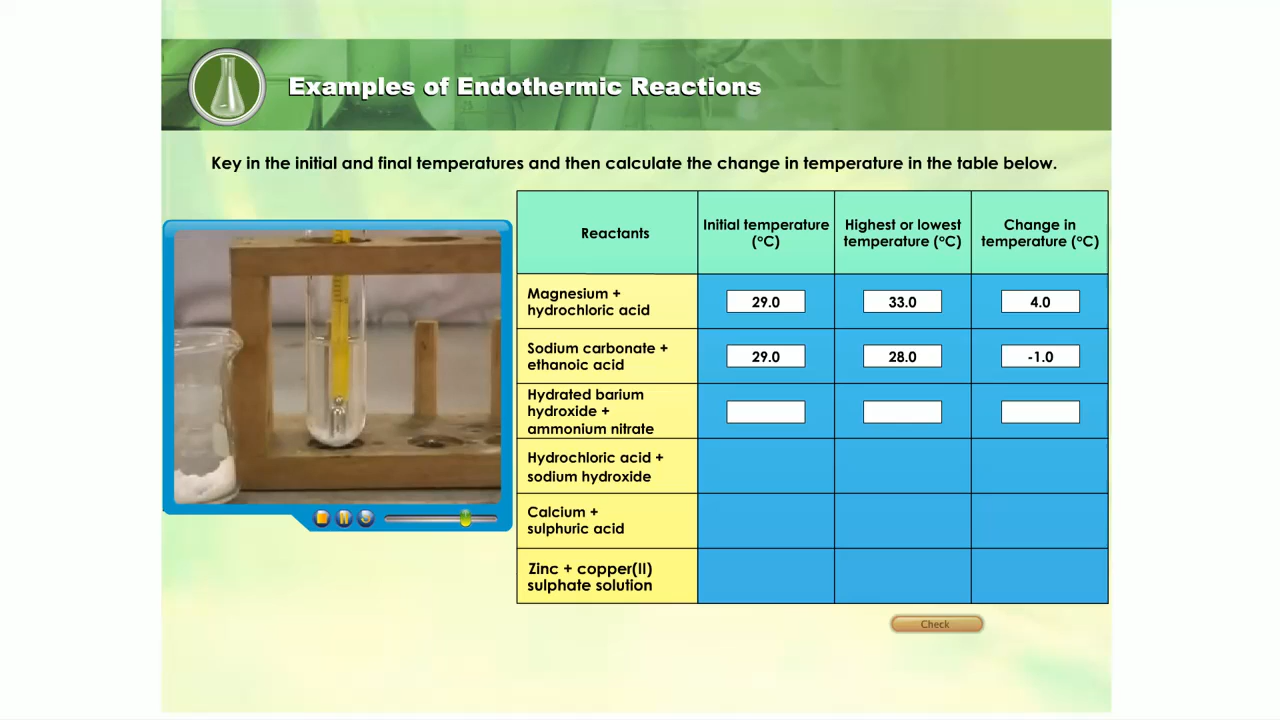 Examples of Endothermic Reactions
Key in the initial and final temperatures and then calculate the change in temperature in the table below.
Reactants
Initial temperature
(°C)
Highest or lowest
temperature (°C)
Change in
temperature (°C)
Magnesium +
hydrochloric acid
29.0
33.0
4.0
Sodium carbonate +
ethanoic acid
29.0
28.0
-1.0
Hydrated barium
hydroxide +
ammonium nitrate
Hydrochloric acid +
sodium hydroxide
Calcium +
sulphuric acid
Zinc + copper(II)
sulphate solution
Check